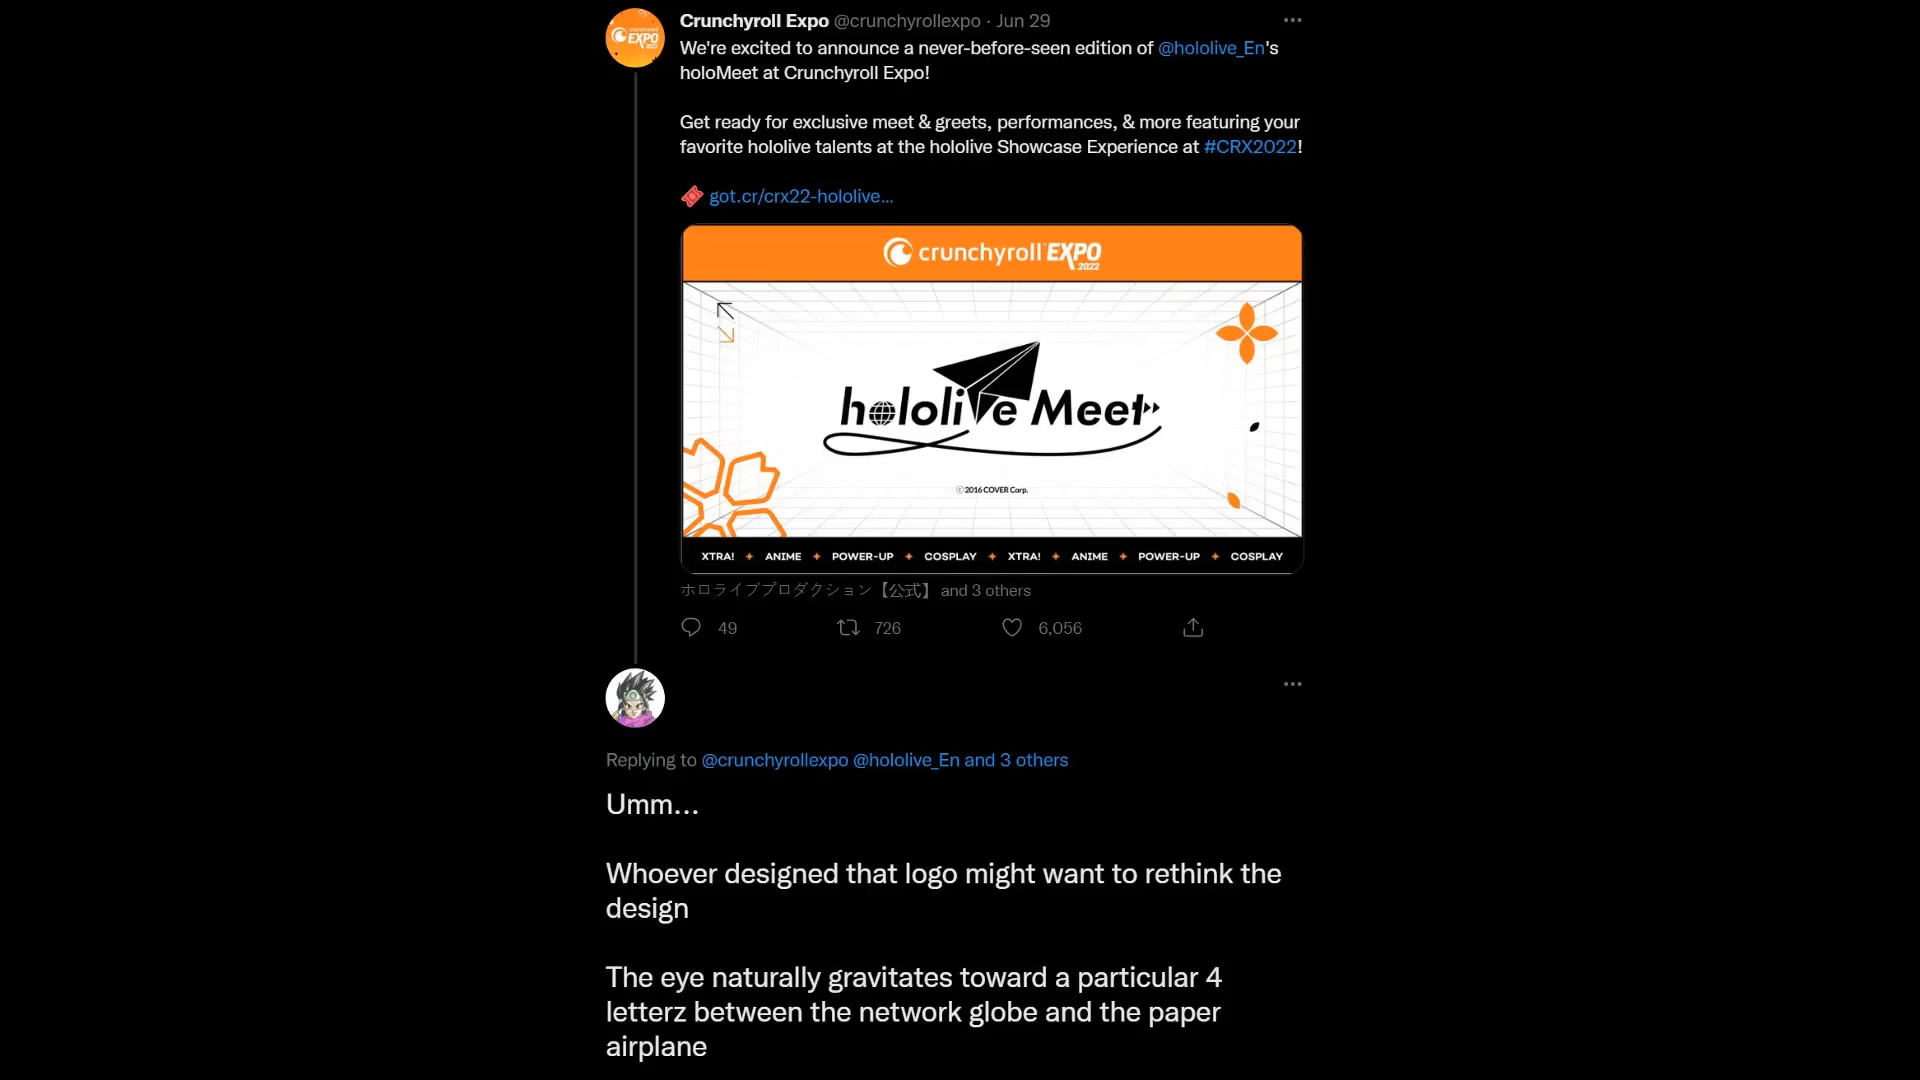 Crunchyroll Expo @crunchyrollexpo · Jun 29
We're excited to announce a never-before-seen edition of @hololive_En's
holoMeet at Crunchyroll Expo!
Get ready for exclusive meet & greets, performances, & more featuring your
favorite hololive talents at the hololive Showcase Experience at #CRX2022!
got.cr/crx22-hololive...
crunchyroll EXPO
2022
hololive Meet
© 2016 COVER Corp.
XTRA! ANIME POWER-UP COSPLAY XTRA! ANIME POWER-UP COSPLAY
ホロライブプロダクション【公式】 and 3 others
49 726 6,056
Replying to @crunchyrollexpo @hololive_En and 3 others
Umm...
Whoever designed that logo might want to rethink the
design
The eye naturally gravitates toward a particular 4
letterz between the network globe and the paper
airplane